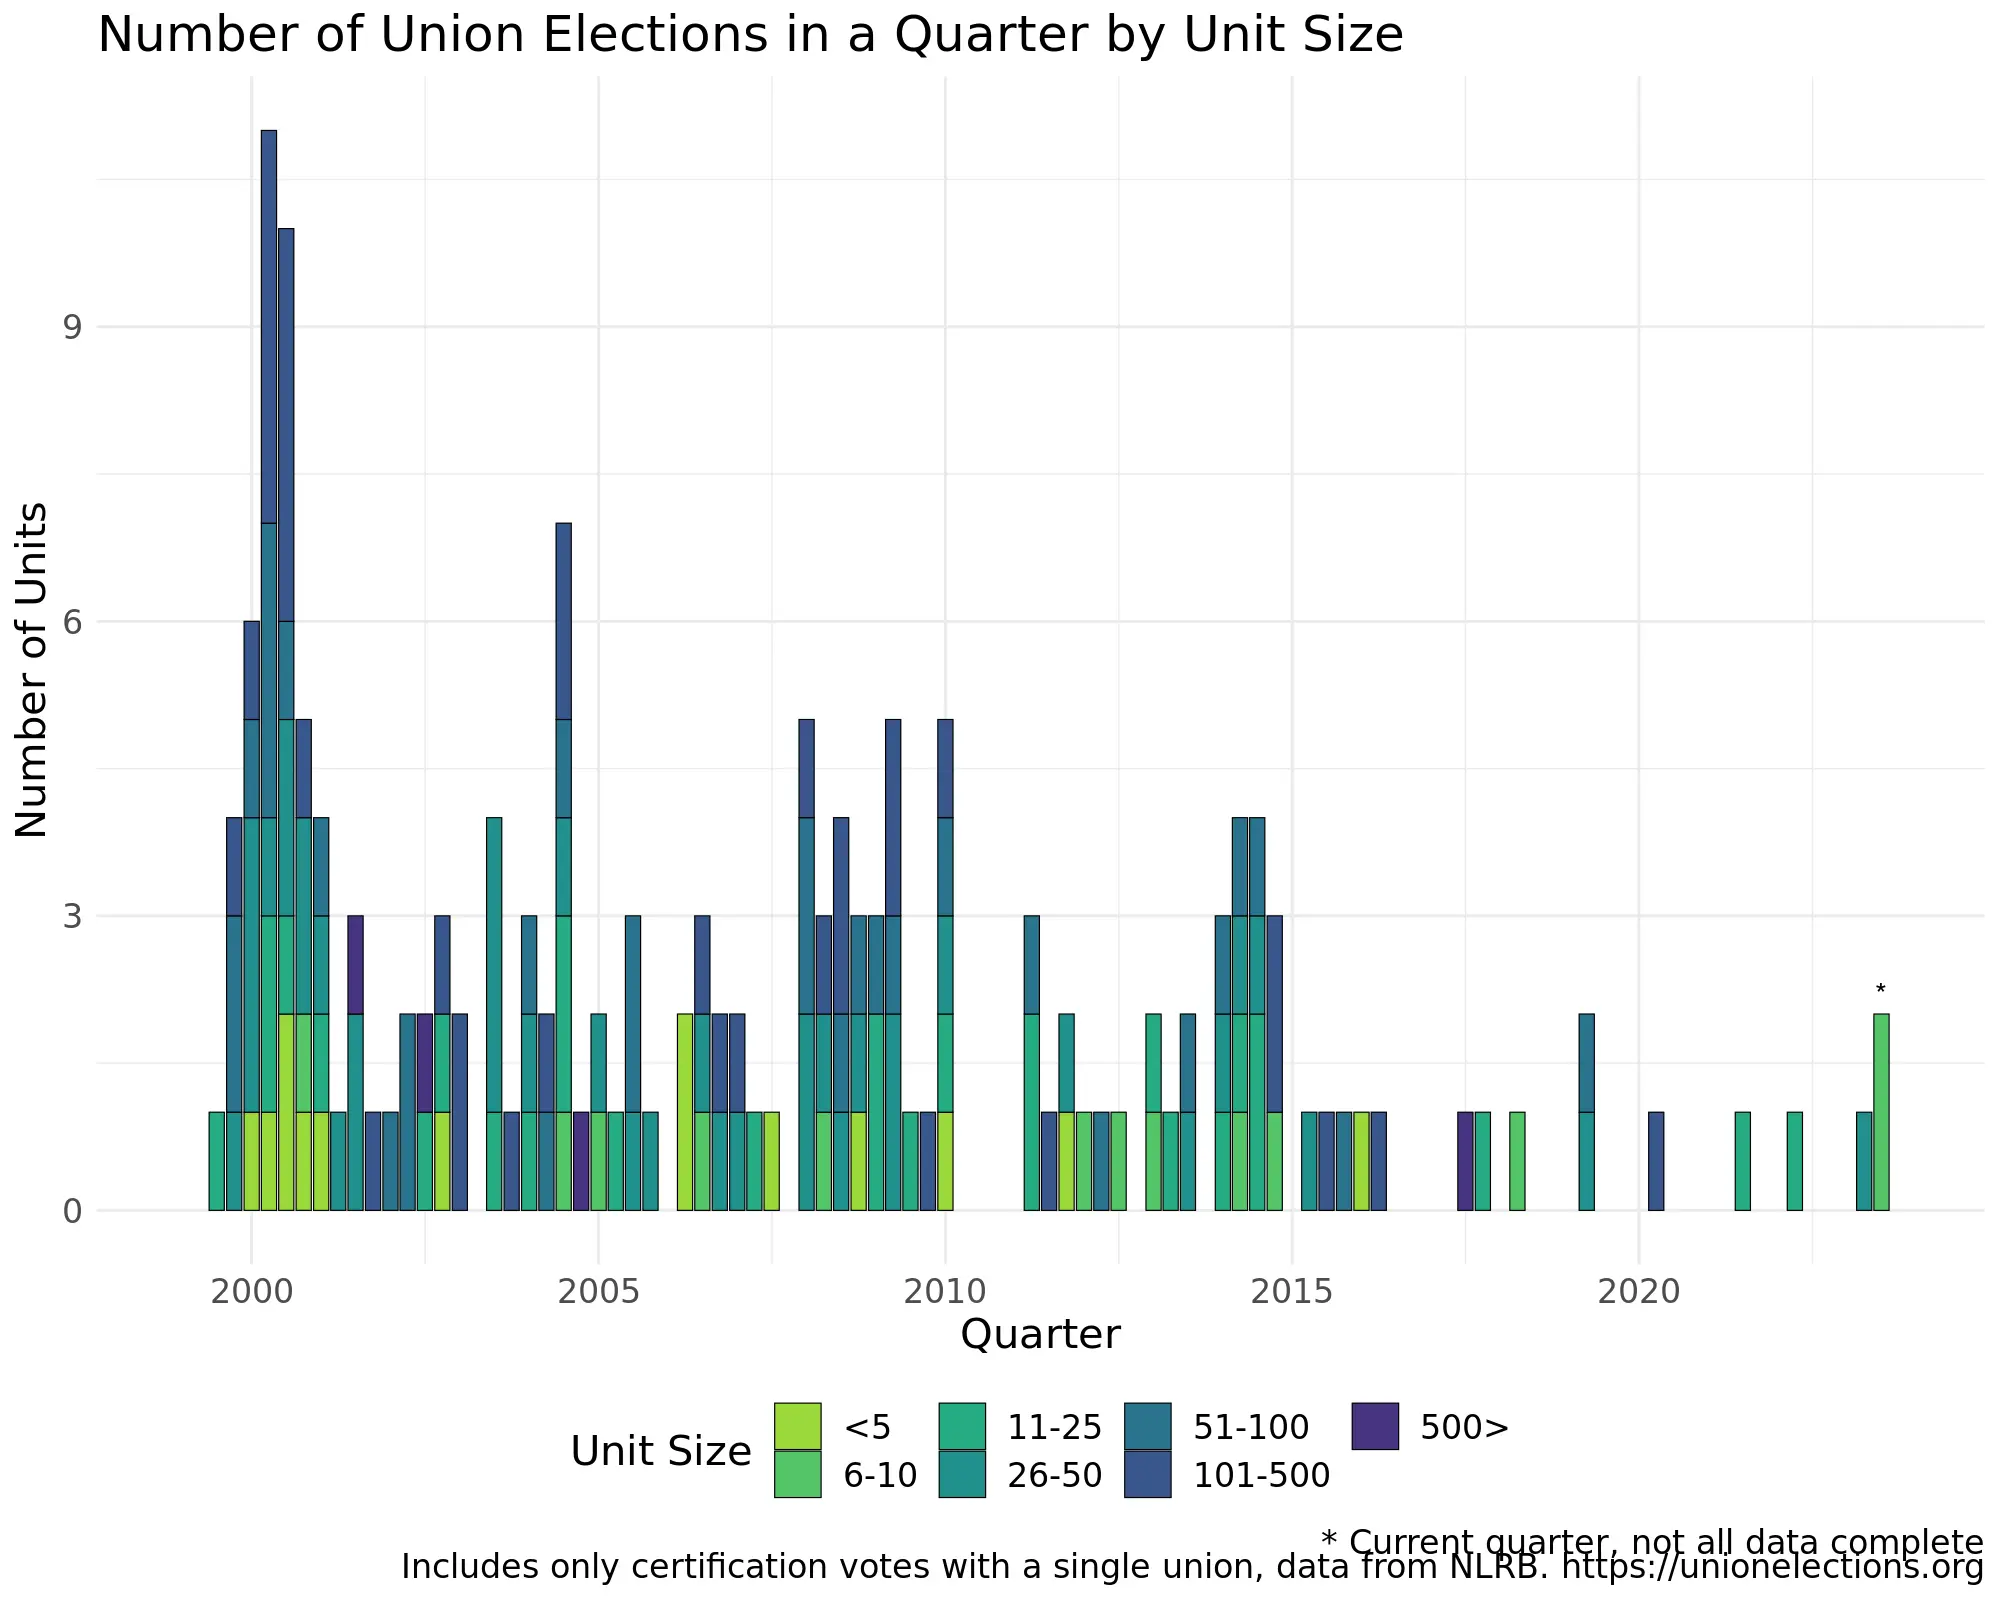 Number of Union Elections in a Quarter by Unit Size
Number of Units
9
6
3
0
*
2000 2005 2010 2015 2020
Quarter
Unit Size
<5 11-25 51-100 500>
6-10 26-50 101-500
* Current quarter, not all data complete
Includes only certification votes with a single union, data from NLRB. https://unionelections.org